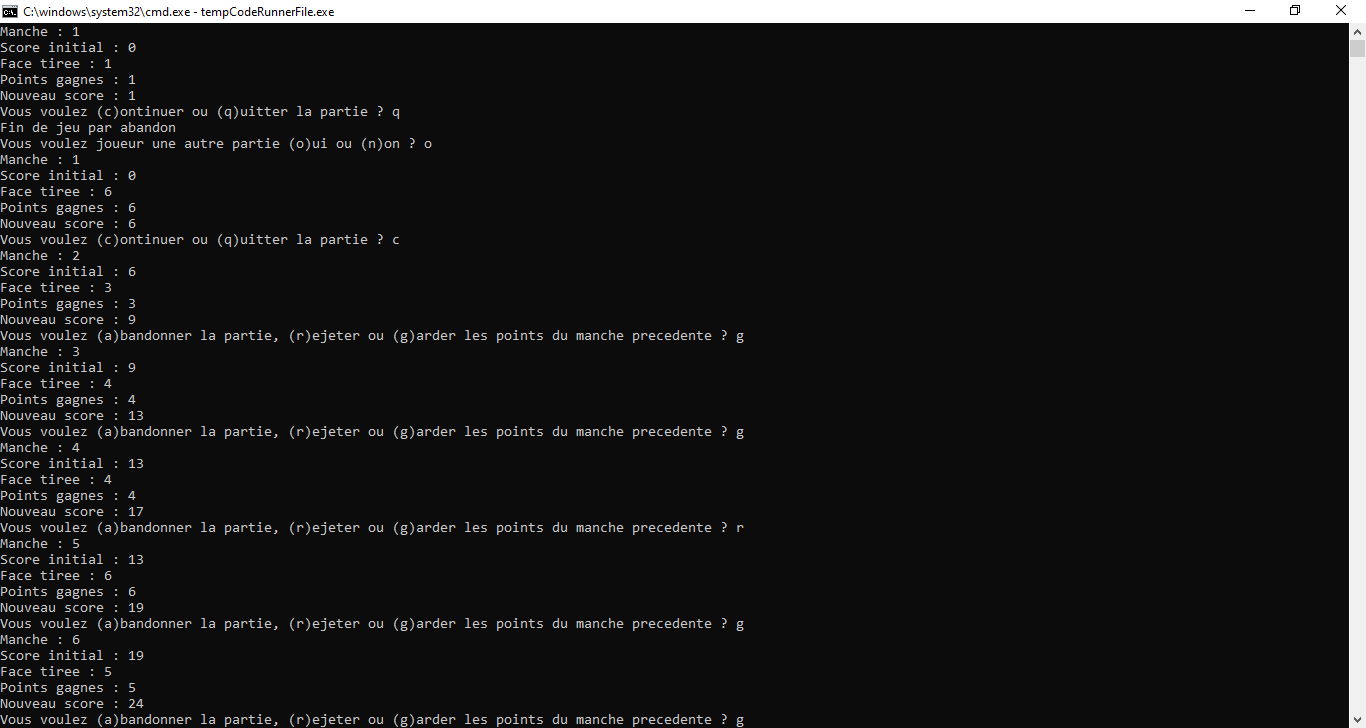 C:\windows\system32\cmd.exe - tempCodeRunnerFile.exe
Manche : 1
Score initial : 0
Face tiree : 1
Points gagnes : 1
Nouveau score : 1
Vous voulez (c)ontinuer ou (q)uitter la partie ? q
Fin de jeu par abandon
Vous voulez joueur une autre partie (o)ui ou (n)on ? o
Manche : 1
Score initial : 0
Face tiree : 6
Points gagnes : 6
Nouveau score : 6
Vous voulez (c)ontinuer ou (q)uitter la partie ? c
Manche : 2
Score initial : 6
Face tiree : 3
Points gagnes : 3
Nouveau score : 9
Vous voulez (a)bandonner la partie, (r)ejeter ou (g)arder les points du manche precedente ? g
Manche : 3
Score initial : 9
Face tiree : 4
Points gagnes : 4
Nouveau score : 13
Vous voulez (a)bandonner la partie, (r)ejeter ou (g)arder les points du manche precedente ? g
Manche : 4
Score initial : 13
Face tiree : 4
Points gagnes : 4
Nouveau score : 17
Vous voulez (a)bandonner la partie, (r)ejeter ou (g)arder les points du manche precedente ? r
Manche : 5
Score initial : 13
Face tiree : 6
Points gagnes : 6
Nouveau score : 19
Vous voulez (a)bandonner la partie, (r)ejeter ou (g)arder les points du manche precedente ? g
Manche : 6
Score initial : 19
Face tiree : 5
Points gagnes : 5
Nouveau score : 24
Vous voulez (a)bandonner la partie, (r)ejeter ou (g)arder les points du manche precedente ? g